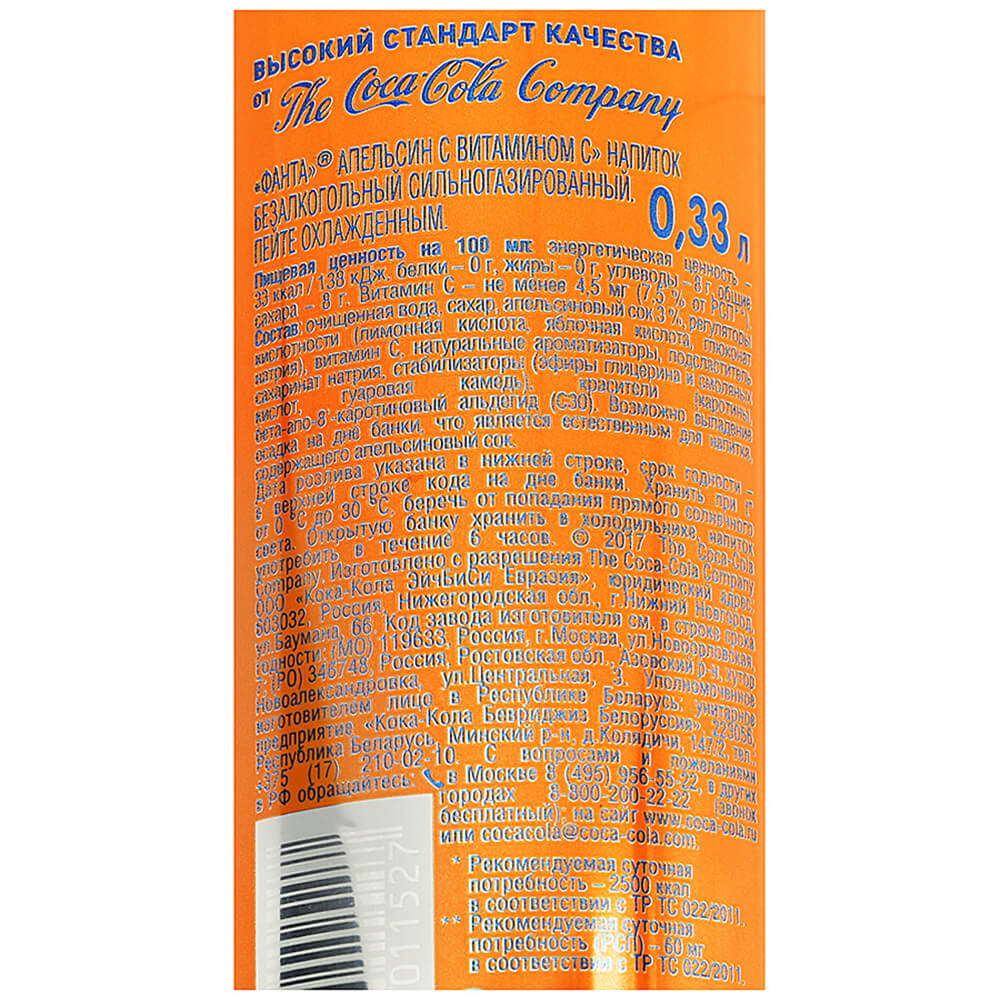 ВЫСОКИЙ СТАНДАРТ КАЧЕСТВА
от The Coca-Cola Company
«ФАНТА»® АПЕЛЬСИН С ВИТАМИНОМ С» НАПИТОК
БЕЗАЛКОГОЛЬНЫЙ СИЛЬНОГАЗИРОВАННЫЙ.
ПЕЙТЕ ОХЛАЖДЕННЫМ.
0,33 л
Пищевая ценность на 100 мл: энергетическая ценность –
33 ккал / 138 кДж, белки – 0 г, жиры – 0 г, углеводы – 8 г, общие
сахара – 8 г. Витамин С – не менее 4,5 мг (7,5 % от РСП**).
Состав: очищенная вода, сахар, апельсиновый сок 3 %, регуляторы
кислотности (лимонная кислота, яблочная кислота, глюконат
натрия), витамин С, натуральные ароматизаторы, подсластитель
сахаринат натрия, стабилизаторы (эфиры глицерина и смоляных
кислот, гуаровая камедь), красители (каротины,
бета-апо-8'-каротиновый альдегид (С30). Возможно выпадение
осадка на дне банки, что является естественным для напитка,
содержащего апельсиновый сок.
Дата розлива указана в нижней строке, срок годности –
в верхней строке кода на дне банки. Хранить при t°
от 0 °С до 30 °С, беречь от попадания прямого солнечного
света. Открытую банку хранить в холодильнике, напиток
употребить в течение 6 часов. © 2017 The Coca-Cola
Company. Изготовлено с разрешения The Coca-Cola Company
ООО «Кока-Кола ЭйчБиСи Евразия», юридический адрес:
603032, Россия, Нижегородская обл., г.Нижний Новгород,
ул.Баумана, 66. Код завода изготовителя см. в строке срока
годности: (МО) 119633, Россия, г.Москва, ул.Новоорловская,
7, (РО) 346748, Россия, Ростовская обл., Азовский р-н, хутор
Новоалександровка, ул.Центральная, 3. Уполномоченное
изготовителем лицо в Республике Беларусь: унитарное
предприятие «Кока-Кола Бевриджиз Белоруссия», 223056,
Республика Беларусь, Минский р-н, д.Колядичи, 147/2, тел.:
+375 (17) 210-02-10. С вопросами и пожеланиями
в РФ обращайтесь: в Москве 8 (495) 956-55-22, в других
городах 8-800-200-22-22 (звонок
бесплатный); на сайт www.coca-cola.ru
или cocacola@coca-cola.com.
* Рекомендуемая суточная
потребность – 2500 ккал
в соответствии с ТР ТС 022/2011.
** Рекомендуемая суточная
потребность (РСП) – 60 мг
в соответствии с ТР ТС 022/2011.
011527